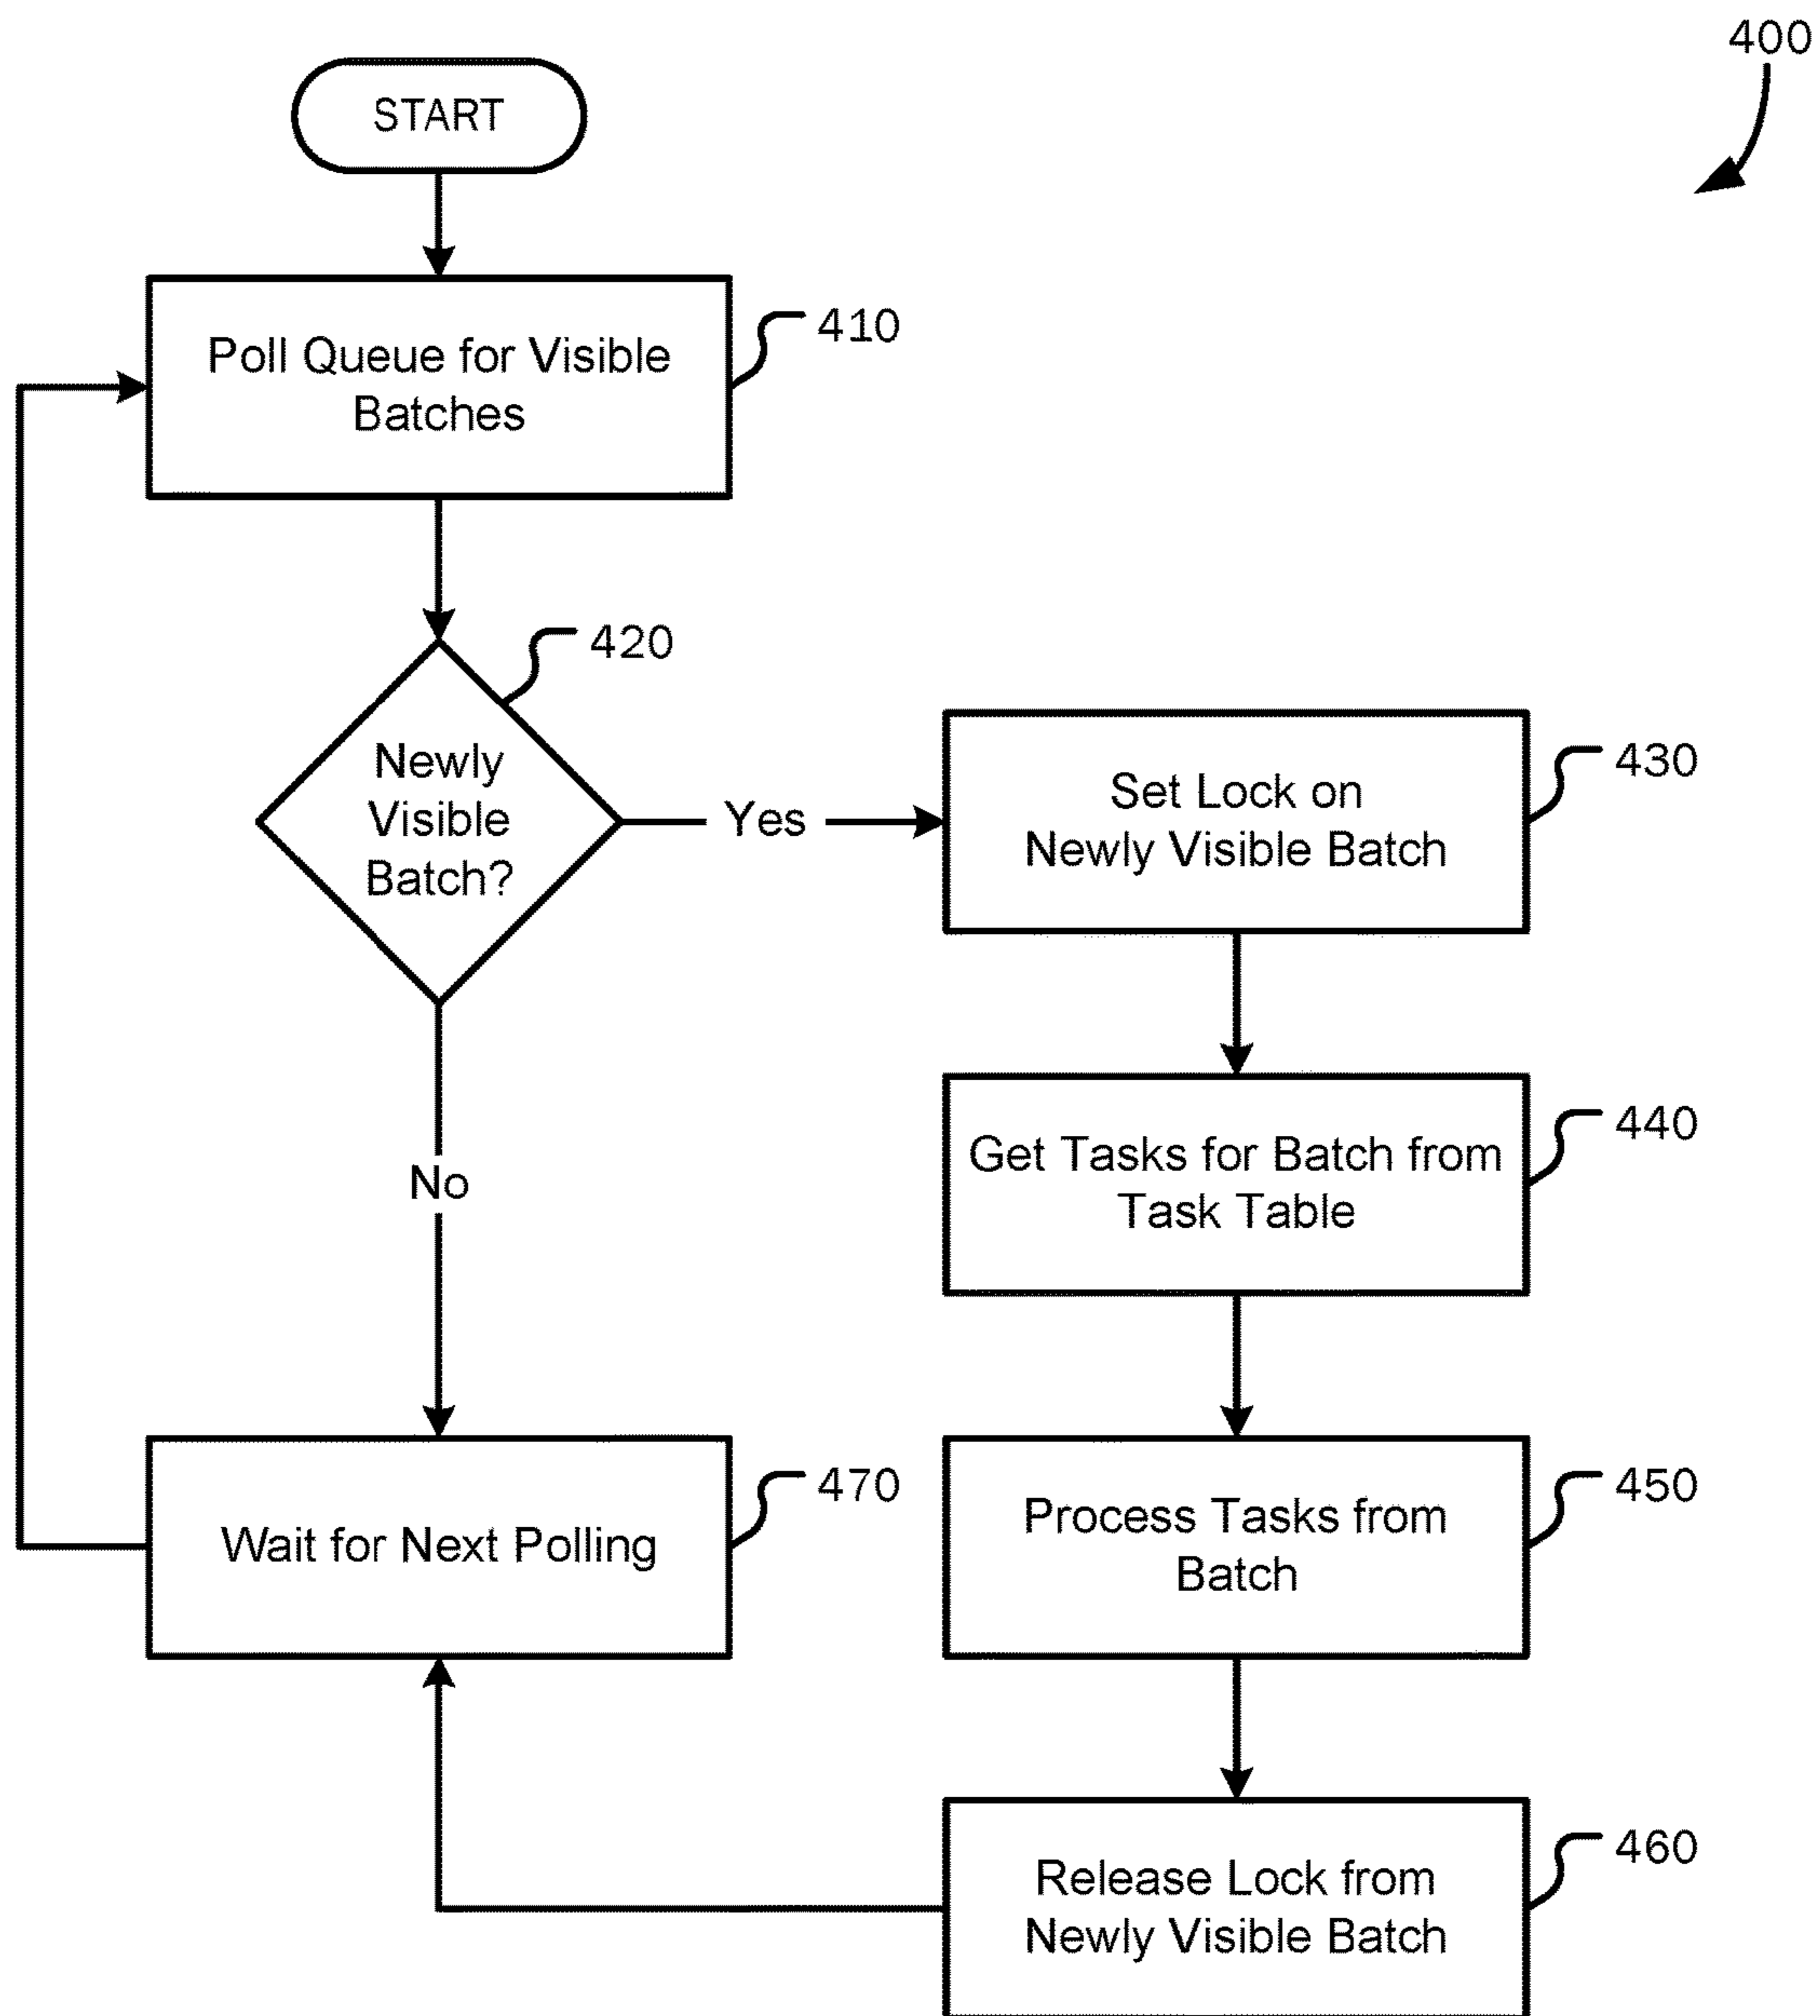 400
START
Poll Queue for Visible
Batches
410
420
Newly
Visible
Batch?
Yes
Set Lock on
Newly Visible Batch
430
Get Tasks for Batch from
Task Table
440
No
Wait for Next Polling
470
Process Tasks from
Batch
450
Release Lock from
Newly Visible Batch
460